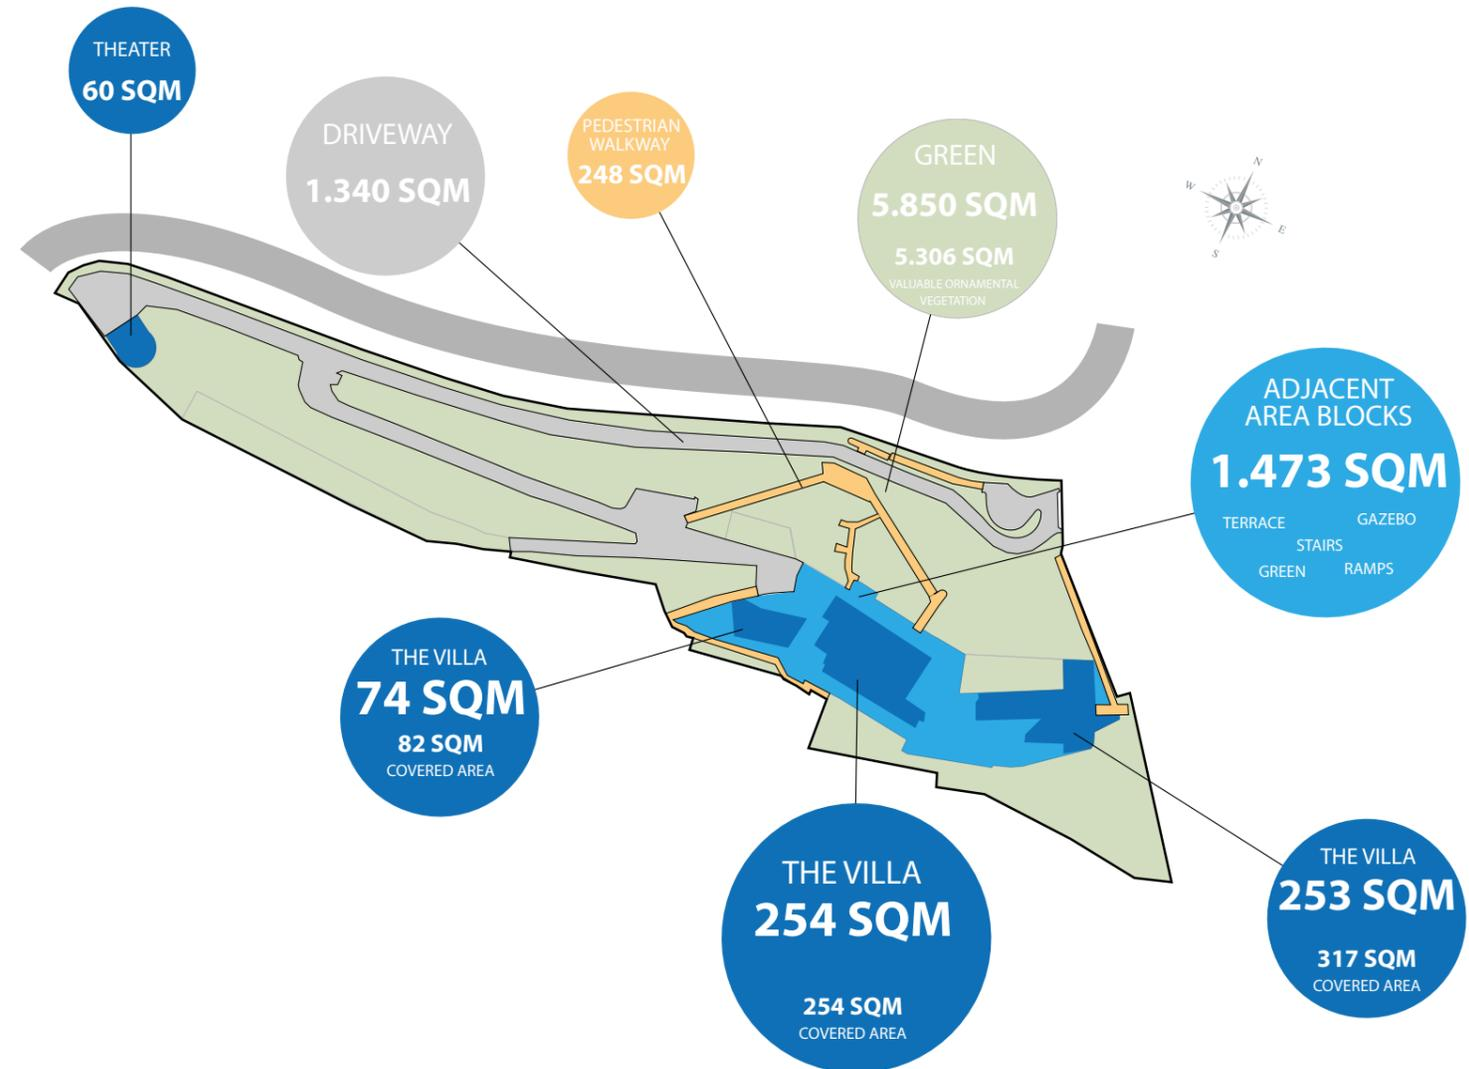 THEATER
60 SQM
DRIVEWAY
1.340 SQM
PEDESTRIAN
WALKWAY
248 SQM
GREEN
5.850 SQM
5.306 SQM
VALUABLE ORNAMENTAL
VEGETATION
N
W
E
S
ADJACENT
AREA BLOCKS
1.473 SQM
TERRACE GAZEBO
STAIRS
GREEN RAMPS
THE VILLA
74 SQM
82 SQM
COVERED AREA
THE VILLA
254 SQM
254 SQM
COVERED AREA
THE VILLA
253 SQM
317 SQM
COVERED AREA